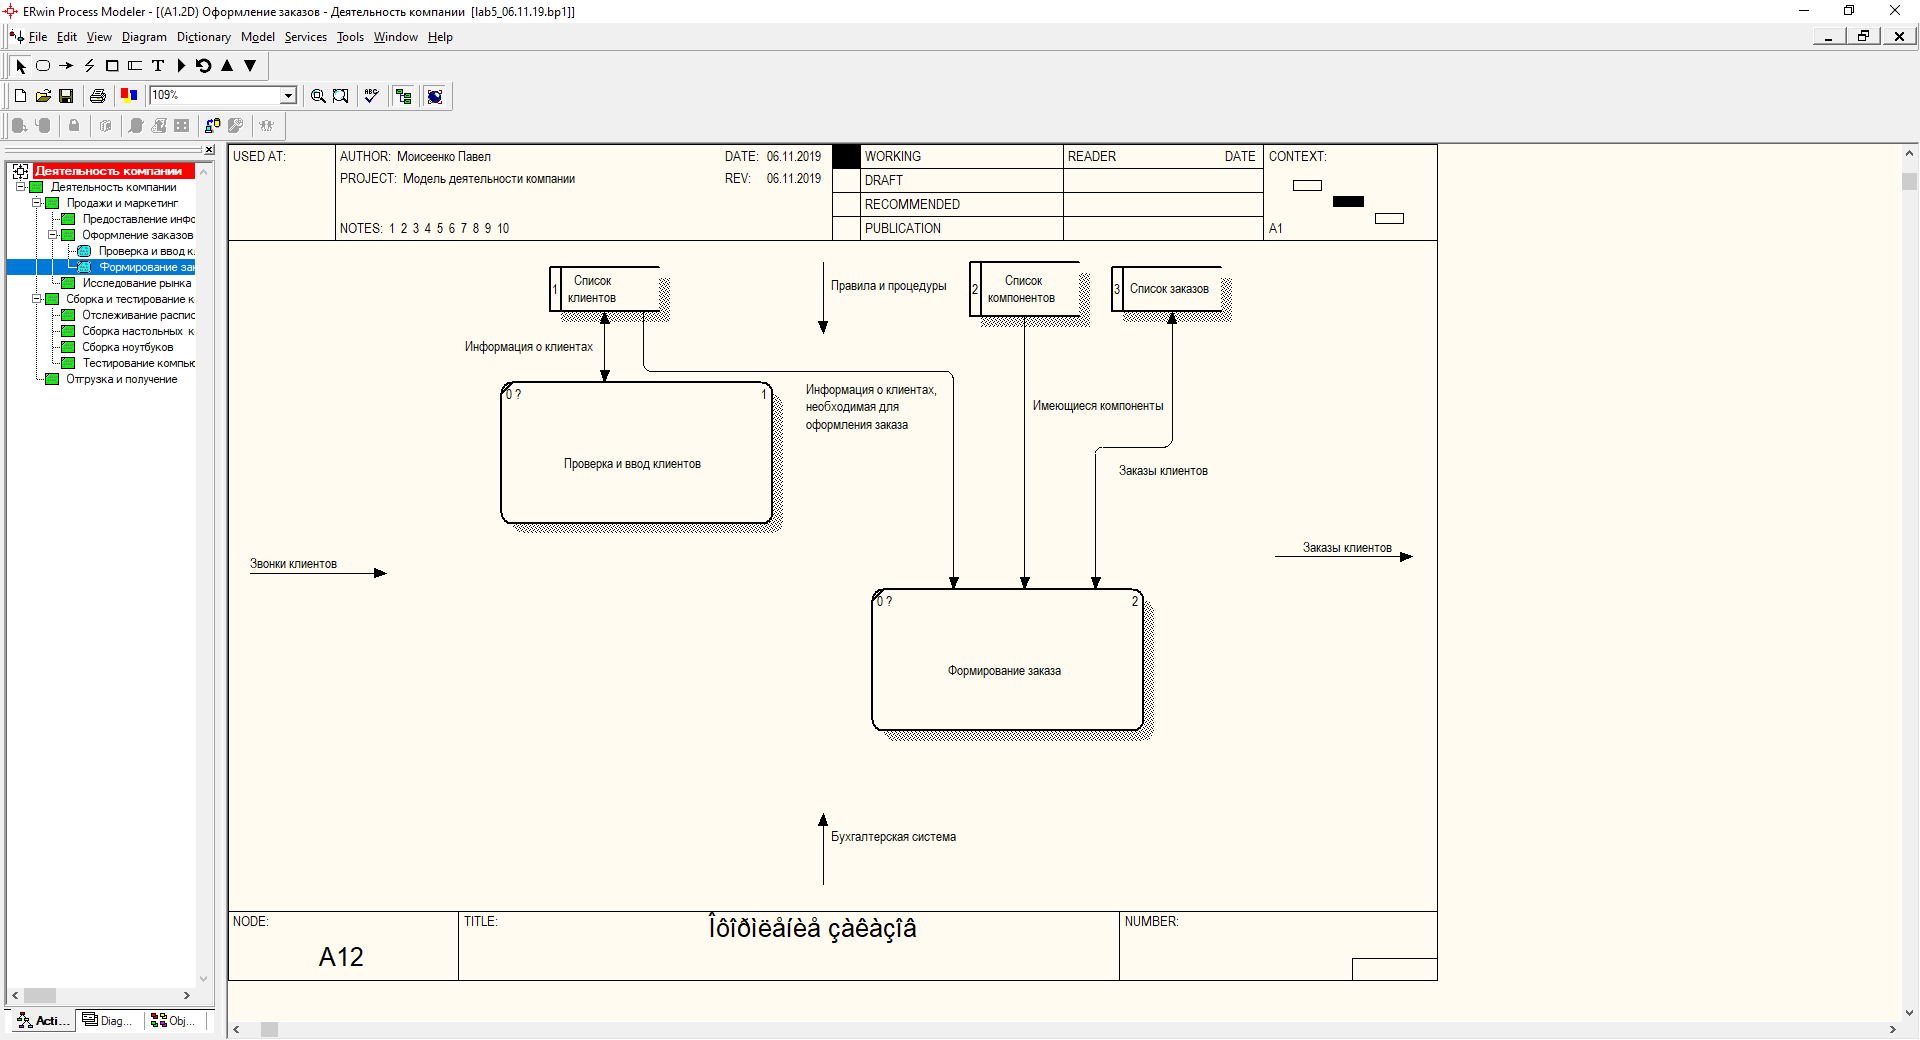 ERwin Process Modeler - [(A1.2D) Оформление заказов - Деятельность компании  [lab5_06.11.19.bp1]]
File Edit View Diagram Dictionary Model Services Tools Window Help
109%
ABC
Деятельность компании
Деятельность компании
Продажи и маркетинг
Предоставление инфо
Оформление заказов
Проверка и ввод к
Формирование зак
Исследование рынка
Сборка и тестирование к
Отслеживание распис
Сборка настольных к
Сборка ноутбуков
Тестирование компью
Отгрузка и получение
Acti...
Diag...
Obj...
USED AT:
AUTHOR: Моисеенко Павел
DATE: 06.11.2019
PROJECT: Модель деятельности компании
REV: 06.11.2019
NOTES: 1 2 3 4 5 6 7 8 9 10
WORKING
DRAFT
RECOMMENDED
PUBLICATION
READER
DATE
CONTEXT:
A1
1
Список
клиентов
Правила и процедуры
2
Список
компонентов
3
Список заказов
Информация о клиентах
0 ?
1
Проверка и ввод клиентов
Информация о клиентах,
необходимая для
оформления заказа
Имеющиеся компоненты
Заказы клиентов
Звонки клиентов
Заказы клиентов
0 ?
2
Формирование заказа
Бухгалтерская система
NODE:
A12
TITLE:
Îôîðìëåíèå çàêàçîâ
NUMBER: